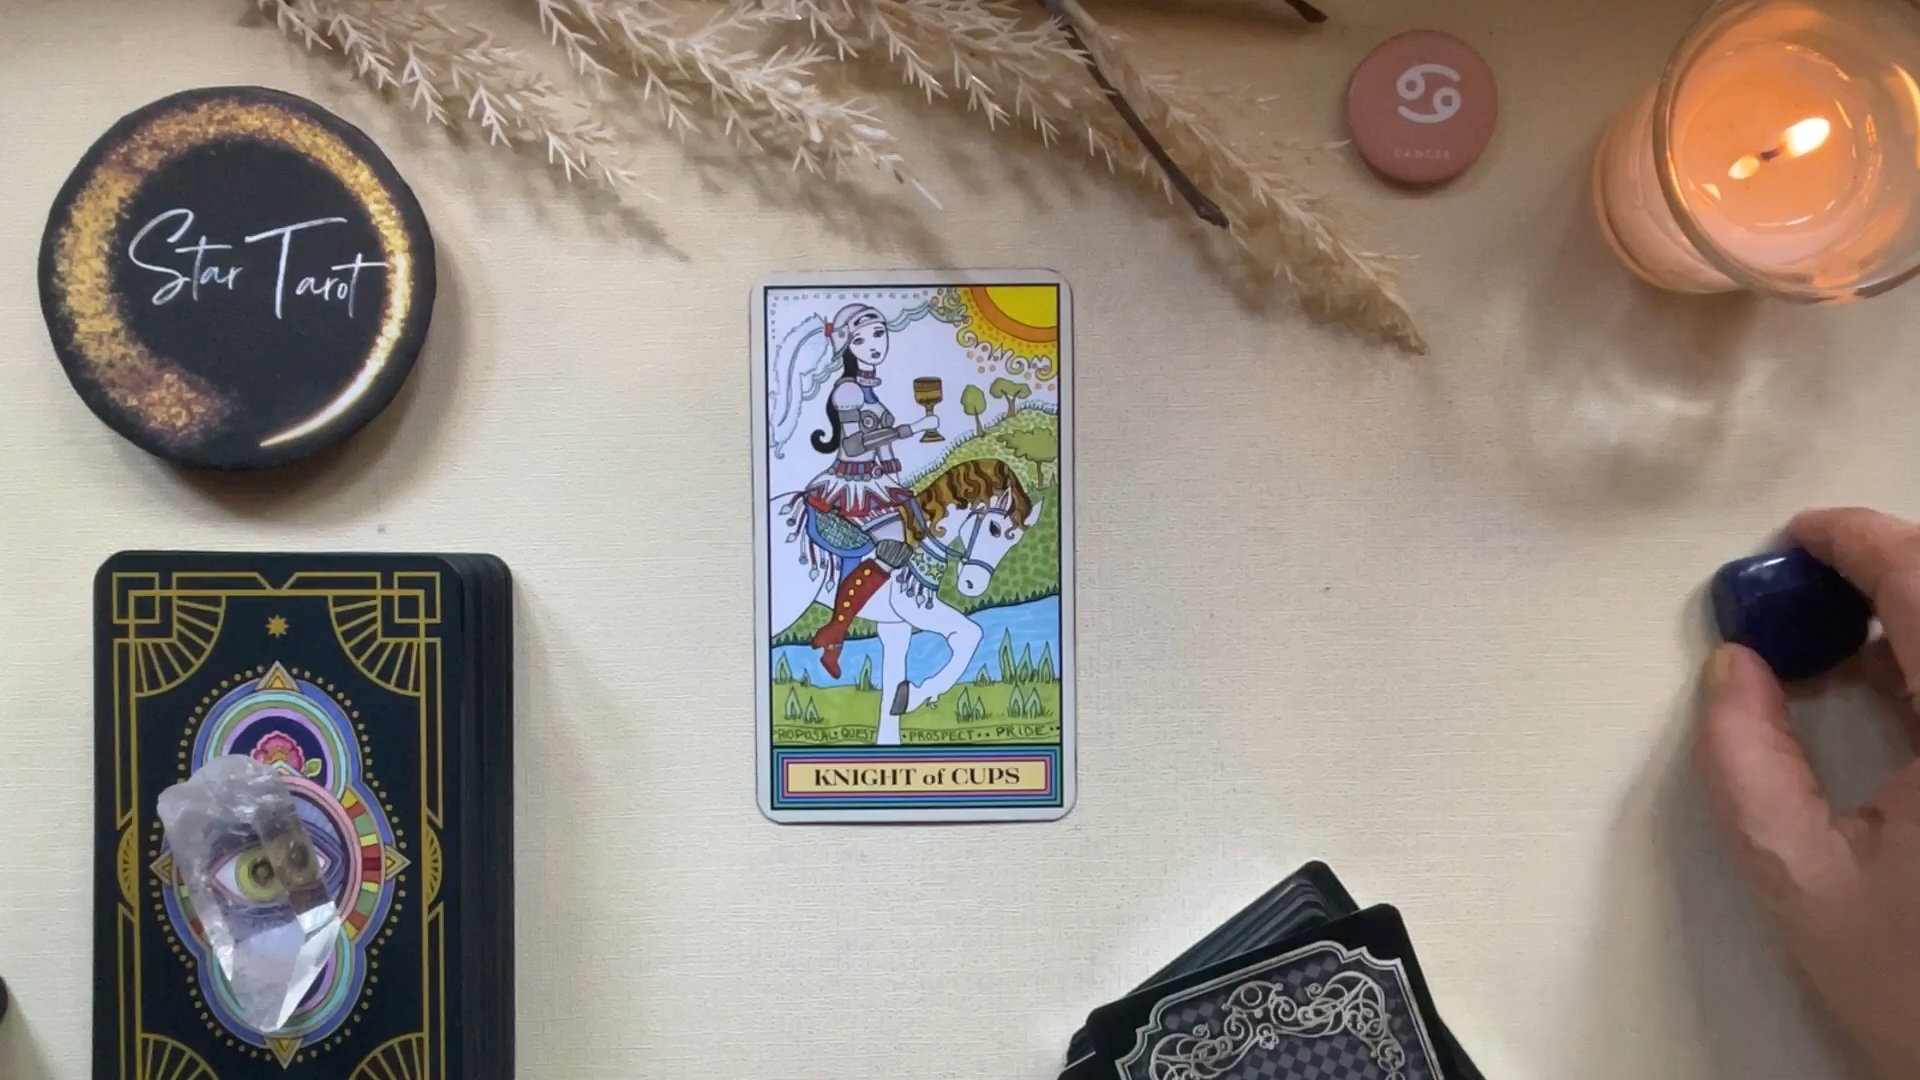 Star Tarot
CANCER
PROPOSAL • QUEST • PROSPECT • • PRIDE • •
KNIGHT of CUPS